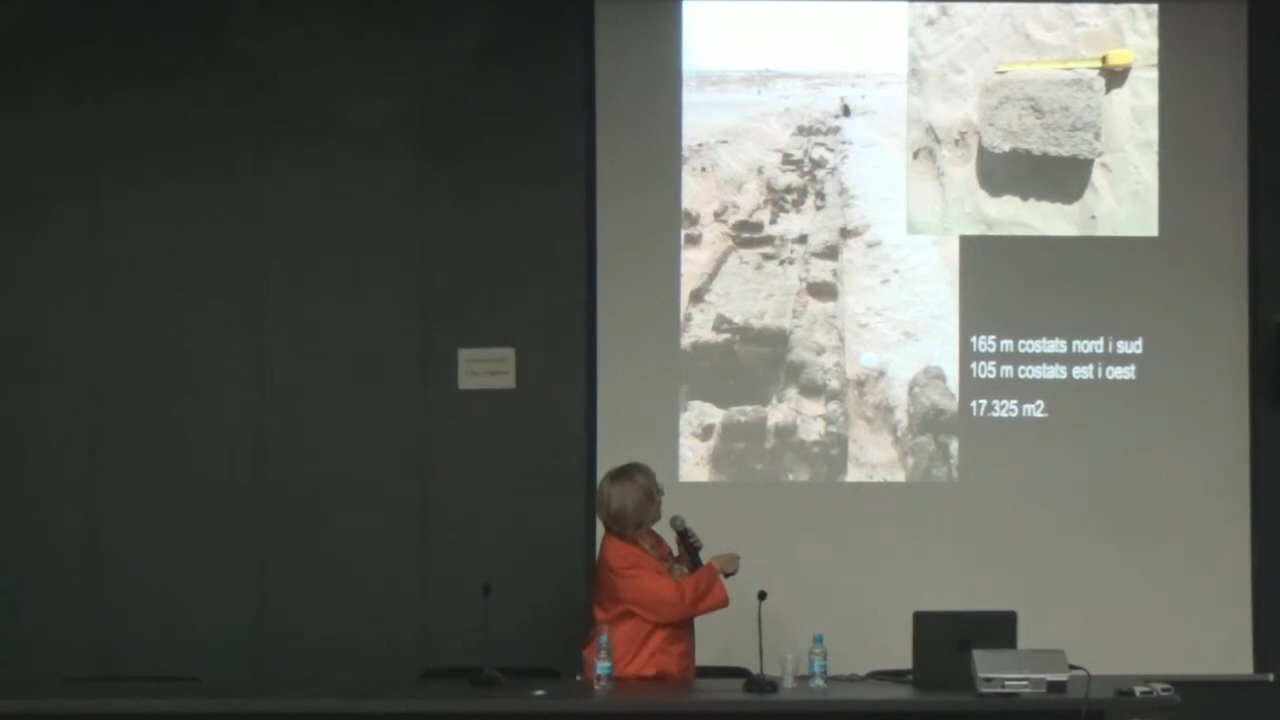 165 m costats nord i sud
105 m costats est i oest
17.325 m2.